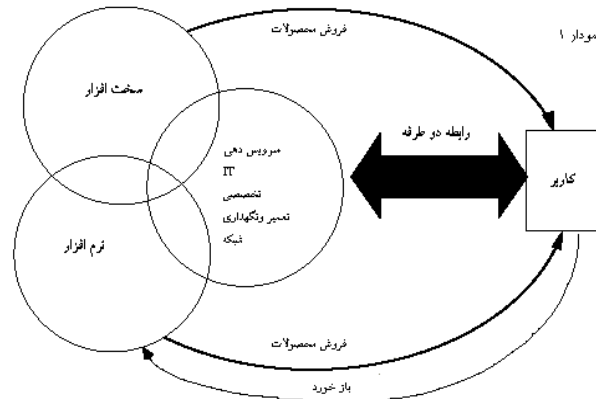 نمودار ۱
فروش محصولات
سخت افزار
رابطه دو طرفه
سرویس دهی
IT
تخصصی
تعمیر ونگهداری
شبکه
کاربر
نرم افزار
فروش محصولات
باز خورد